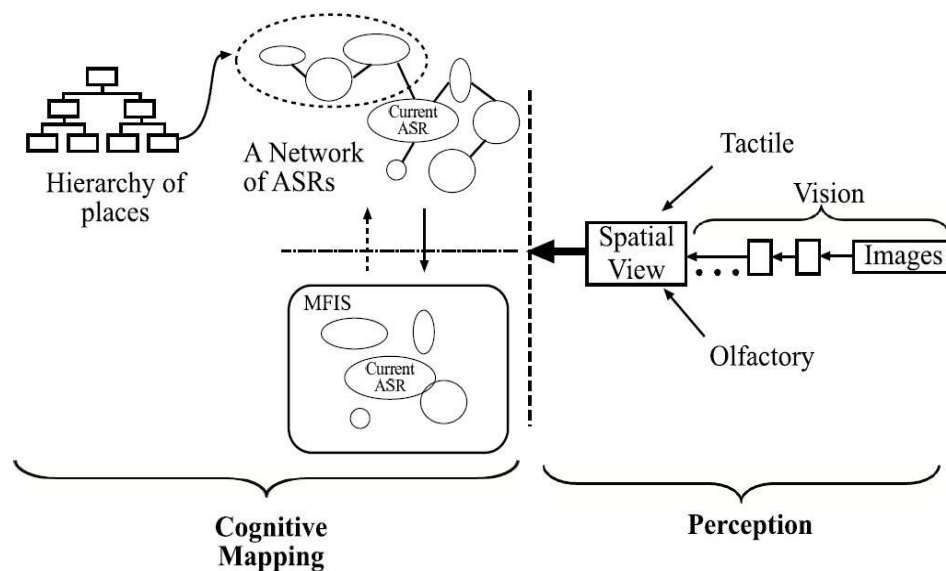 Hierarchy of
places
A Network
of ASRs
Current
ASR
MFIS
Current
ASR
Cognitive
Mapping
Tactile
Vision
Spatial
View
Images
Olfactory
Perception